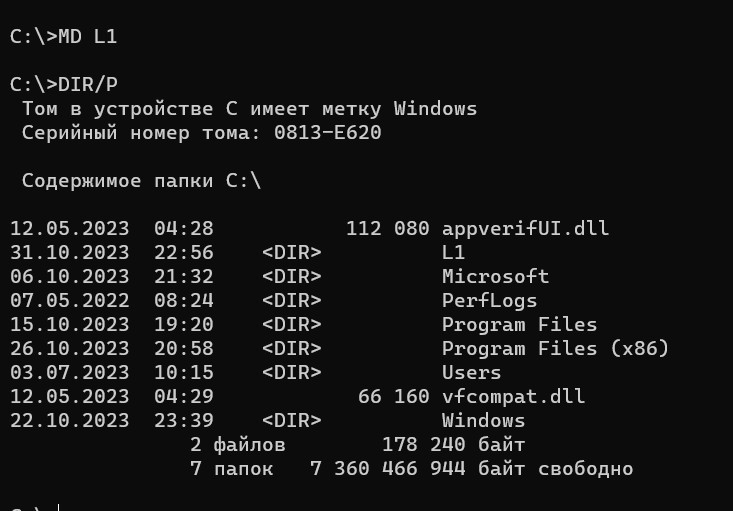 C:\>MD L1
C:\>DIR/P
Том в устройстве C имеет метку Windows
Серийный номер тома: 0813-E620
Содержимое папки C:\
12.05.2023  04:28           112 080 appverifUI.dll
31.10.2023  22:56    <DIR>          L1
06.10.2023  21:32    <DIR>          Microsoft
07.05.2022  08:24    <DIR>          PerfLogs
15.10.2023  19:20    <DIR>          Program Files
26.10.2023  20:58    <DIR>          Program Files (x86)
03.07.2023  10:15    <DIR>          Users
12.05.2023  04:29            66 160 vfcompat.dll
22.10.2023  23:39    <DIR>          Windows
2 файлов        178 240 байт
7 папок   7 360 466 944 байт свободно